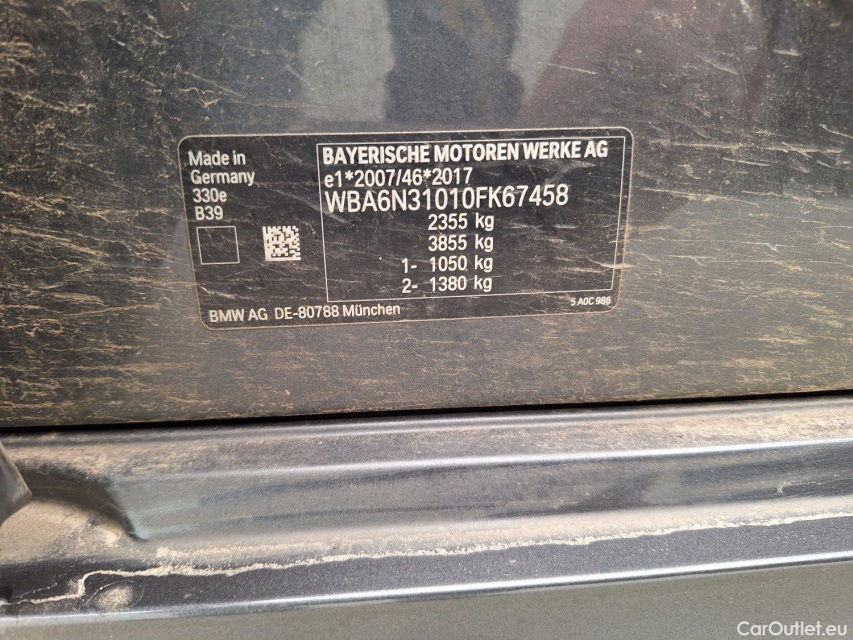 Made in
Germany
330e
B39
BAYERISCHE MOTOREN WERKE AG
e1*2007/46*2017
WBA6N31010FK67458
2355 kg
3855 kg
1- 1050 kg
2- 1380 kg
BMW AG DE-80788 München
5 A0C 986
CarOutlet.eu